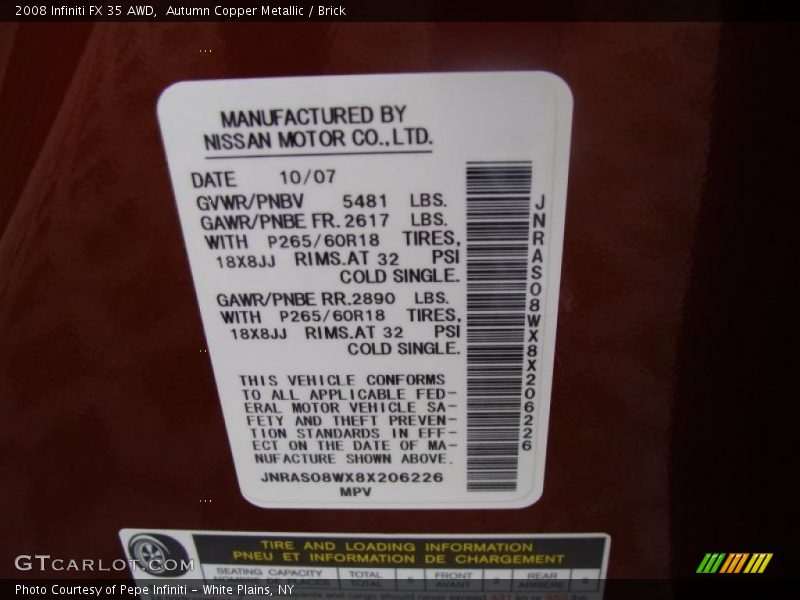 2008 Infiniti FX 35 AWD,  Autumn Copper Metallic / Brick
MANUFACTURED BY
NISSAN MOTOR CO.,LTD.
DATE 10/07
GVWR/PNBV 5481 LBS.
GAWR/PNBE FR. 2617 LBS.
WITH P265/60R18 TIRES,
18X8JJ RIMS.AT 32 PSI
COLD SINGLE.
GAWR/PNBE RR. 2890 LBS.
WITH P265/60R18 TIRES,
18X8JJ RIMS.AT 32 PSI
COLD SINGLE.
THIS VEHICLE CONFORMS
TO ALL APPLICABLE FED-
ERAL MOTOR VEHICLE SA-
FETY AND THEFT PREVEN-
TION STANDARDS IN EFF-
ECT ON THE DATE OF MA-
NUFACTURE SHOWN ABOVE.
JNRAS08WX8X206226
MPV
JNRAS08WX8X206226
TIRE AND LOADING INFORMATION
PNEU ET INFORMATION DE CHARGEMENT
SEATING CAPACITY TOTAL FRONT REAR
NOMBRE DE PLACES TOTAL AVANT ARRIÈRE
GTcarlot.com
Photo Courtesy of Pepe Infiniti - White Plains, NY